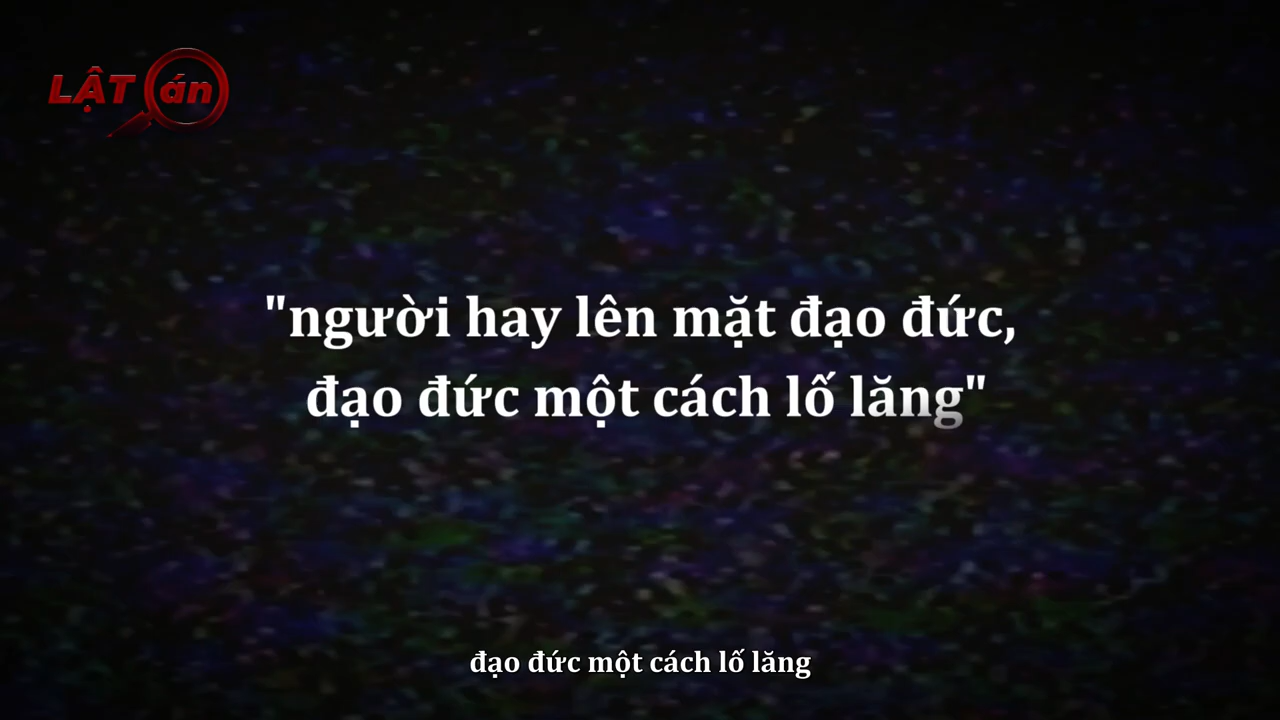 LẬT án
"người hay lên mặt đạo đức,
đạo đức một cách lố lăng"
đạo đức một cách lố lăng